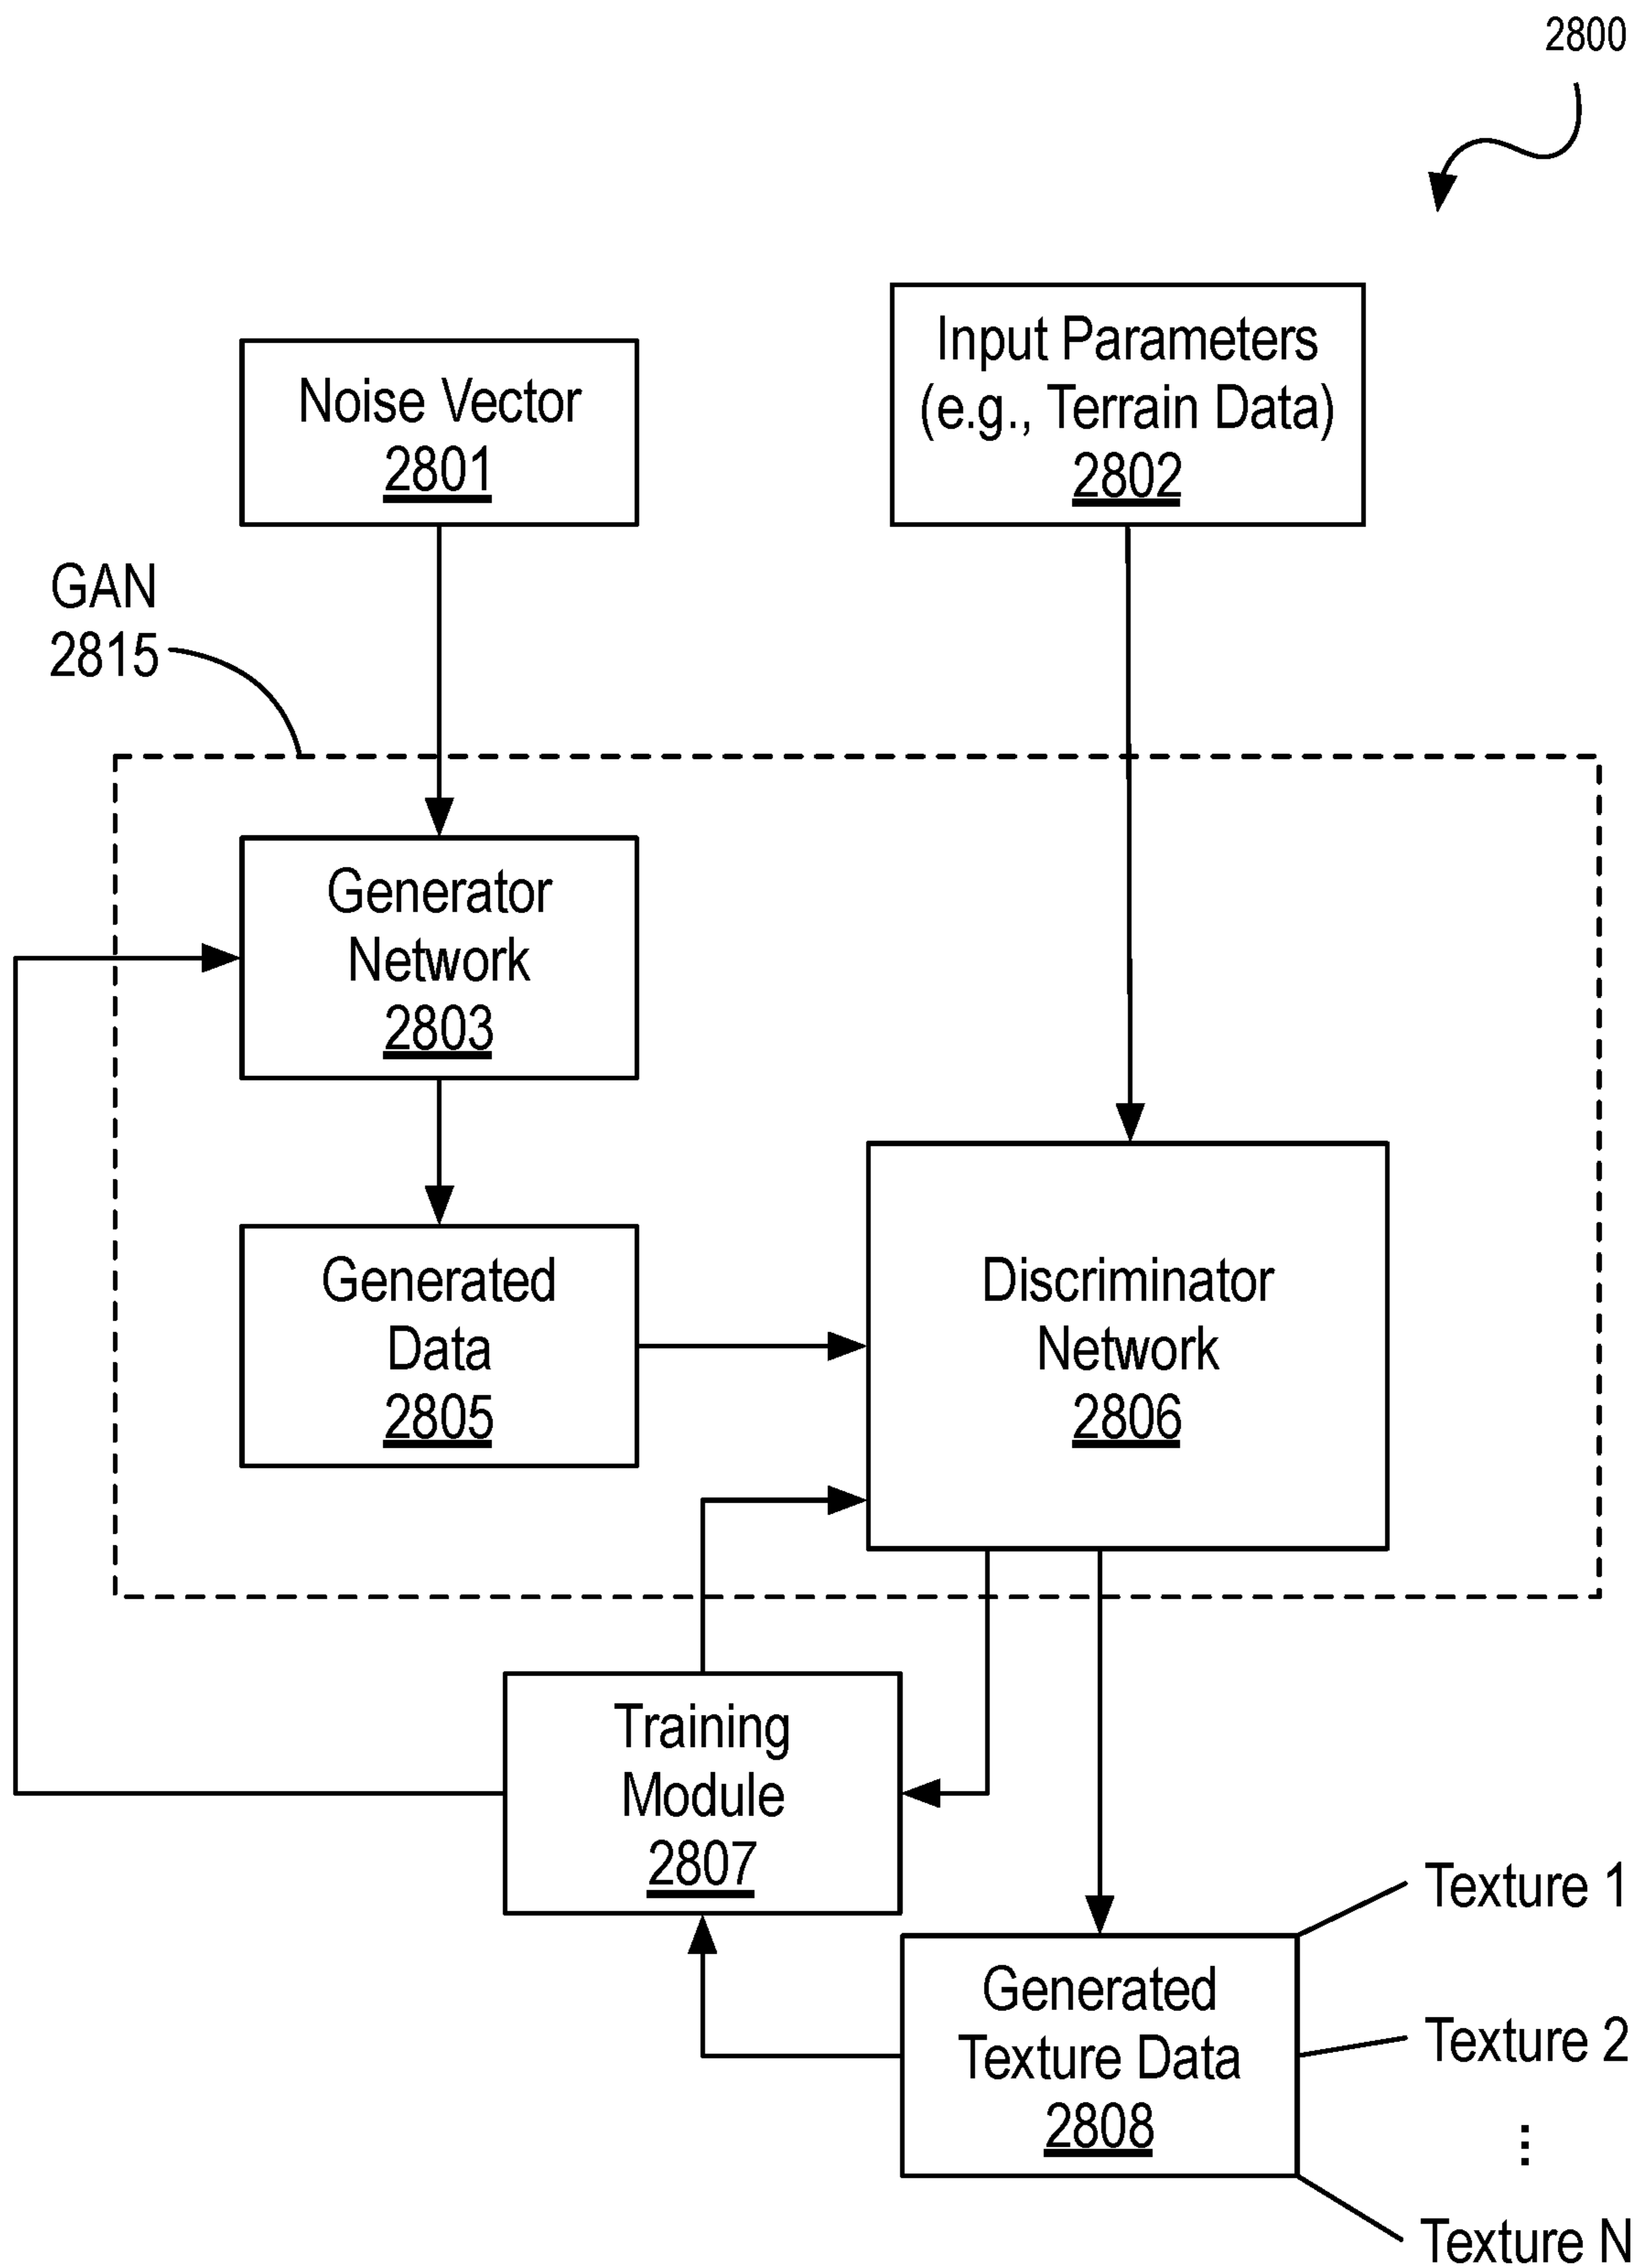 2800
Noise Vector
2801
Input Parameters
(e.g., Terrain Data)
2802
GAN
2815
Generator
Network
2803
Generated
Data
2805
Discriminator
Network
2806
Training
Module
2807
Generated
Texture Data
2808
Texture 1
Texture 2
⋮
Texture N